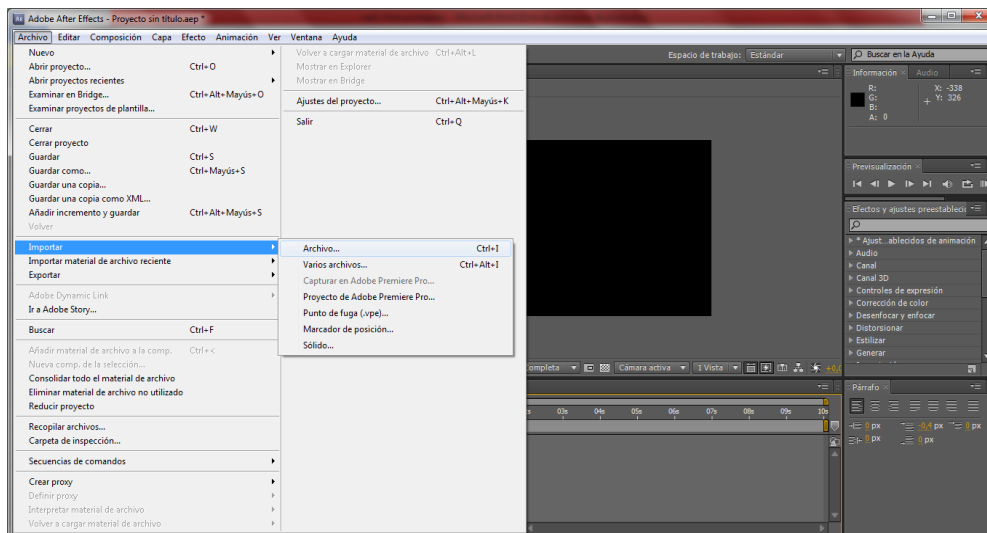 Adobe After Effects - Proyecto sin título.aep *
Archivo Editar Composición Capa Efecto Animación Ver Ventana Ayuda
Nuevo
Abrir proyecto... Ctrl+O
Abrir proyectos recientes
Examinar en Bridge... Ctrl+Alt+Mayús+O
Examinar proyectos de plantilla...
Cerrar Ctrl+W
Cerrar proyecto
Guardar Ctrl+S
Guardar como... Ctrl+Mayús+S
Guardar una copia...
Guardar una copia como XML...
Añadir incremento y guardar Ctrl+Alt+Mayús+S
Volver
Importar
Importar material de archivo reciente
Exportar
Adobe Dynamic Link
Ir a Adobe Story...
Buscar Ctrl+F
Añadir material de archivo a la comp. Ctrl+<
Nueva comp. de la selección...
Consolidar todo el material de archivo
Eliminar material de archivo no utilizado
Reducir proyecto
Recopilar archivos...
Carpeta de inspección...
Secuencias de comandos
Crear proxy
Definir proxy
Interpretar material de archivo
Volver a cargar material de archivo
Volver a cargar material de archivo Ctrl+Alt+L
Mostrar en Explorer
Mostrar en Bridge
Ajustes del proyecto... Ctrl+Alt+Mayús+K
Salir Ctrl+Q
Archivo... Ctrl+I
Varios archivos... Ctrl+Alt+I
Capturar en Adobe Premiere Pro...
Proyecto de Adobe Premiere Pro...
Punto de fuga (.vpe)...
Marcador de posición...
Sólido...
Espacio de trabajo: Estándar
Buscar en la Ayuda
Información Audio
R: X: -338
G: Y: 326
B:
A: 0
Previsualización
Efectos y ajustes preestableci
* Ajust...ablecidos de animación
Audio
Canal
Canal 3D
Controles de expresión
Corrección de color
Desenfocar y enfocar
Distorsionar
Estilizar
Generar
Completa Cámara activa 1 Vista +0,0
03s 04s 05s 06s 07s 08s 09s 10s
Párrafo
0 px -0,4 px 0 px
0 px 0 px